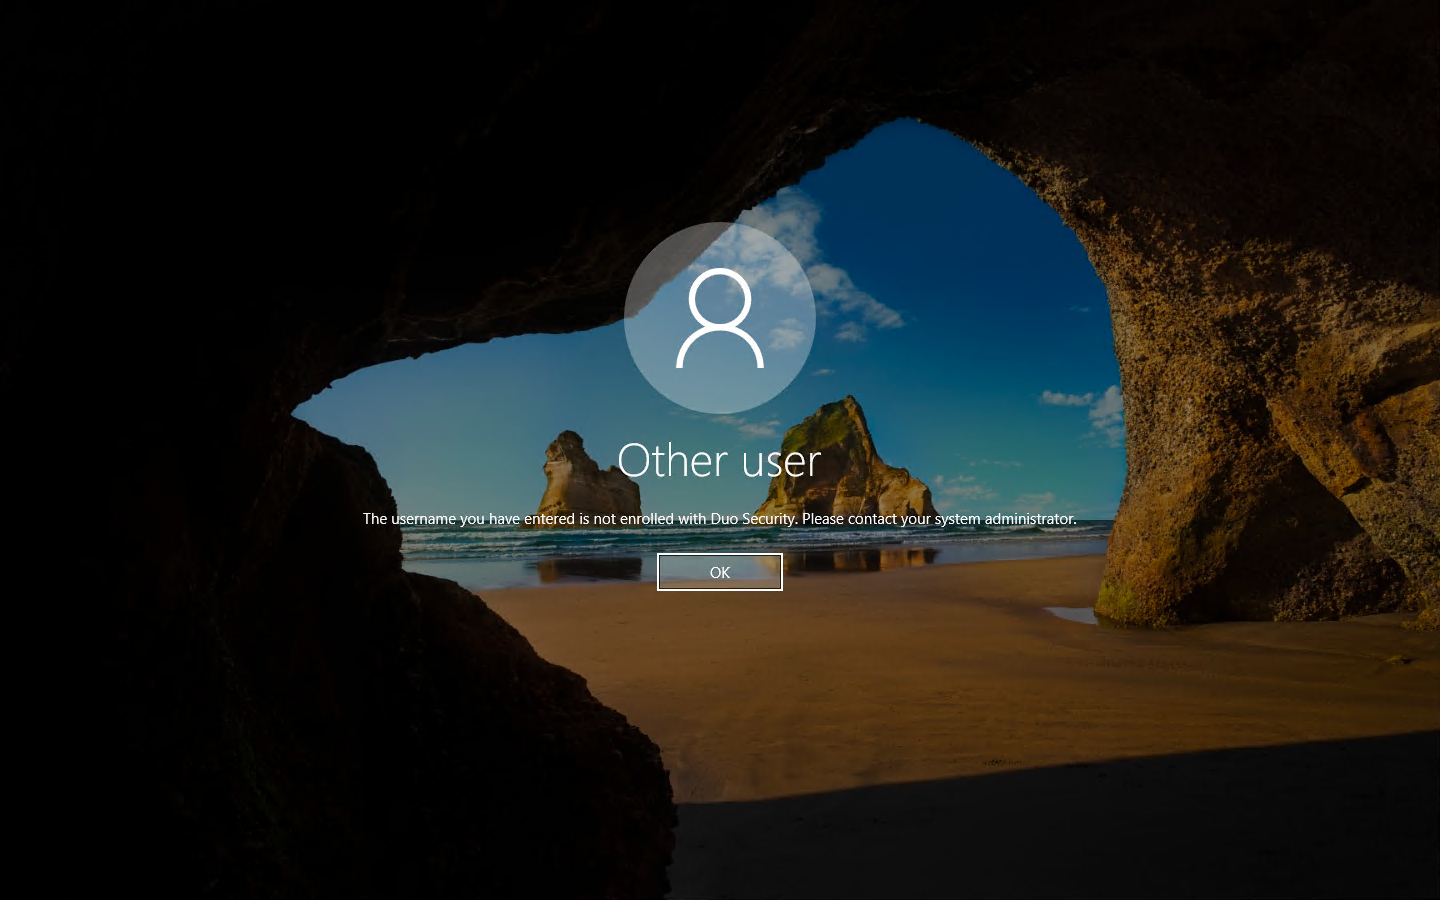 Other user
The username you have entered is not enrolled with Duo Security. Please contact your system administrator.
OK